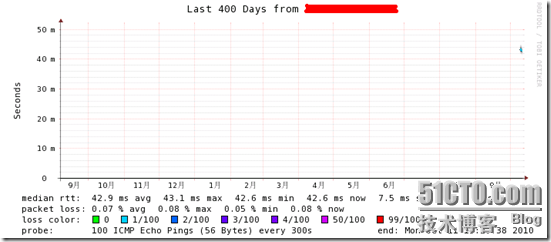 Last 400 Days from
RRDTOOL / TOBI OETIKER
Seconds
50 m
40 m
30 m
20 m
10 m
0
9月 10月 11月 12月 1月 2月 3月 4月 5月 6月
median rtt: 42.9 ms avg 43.1 ms max 42.6 ms min 42.6 ms now 7.5 ms
packet loss: 0.07 % avg 0.08 % max 0.05 % min 0.08 % now
loss color: 0 1/100 2/100 3/100 4/100 50/100 99/100
probe: 100 ICMP Echo Pings (56 Bytes) every 300s end: Mon 38 2010
51CTO.com
技术博客 Blog